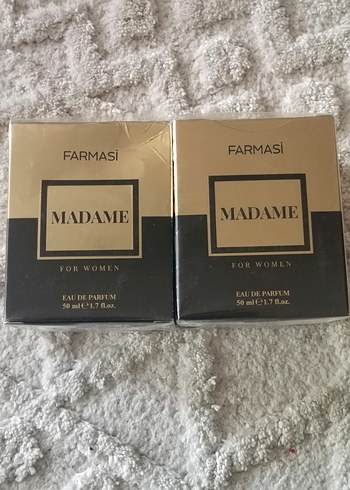 FARMASİ
MADAME
FOR WOMEN
EAU DE PARFUM
50 ml ℮ 1.7 fl.oz.
FARMASİ
MADAME
FOR WOMEN
EAU DE PARFUM
50 ml ℮ 1.7 fl.oz.